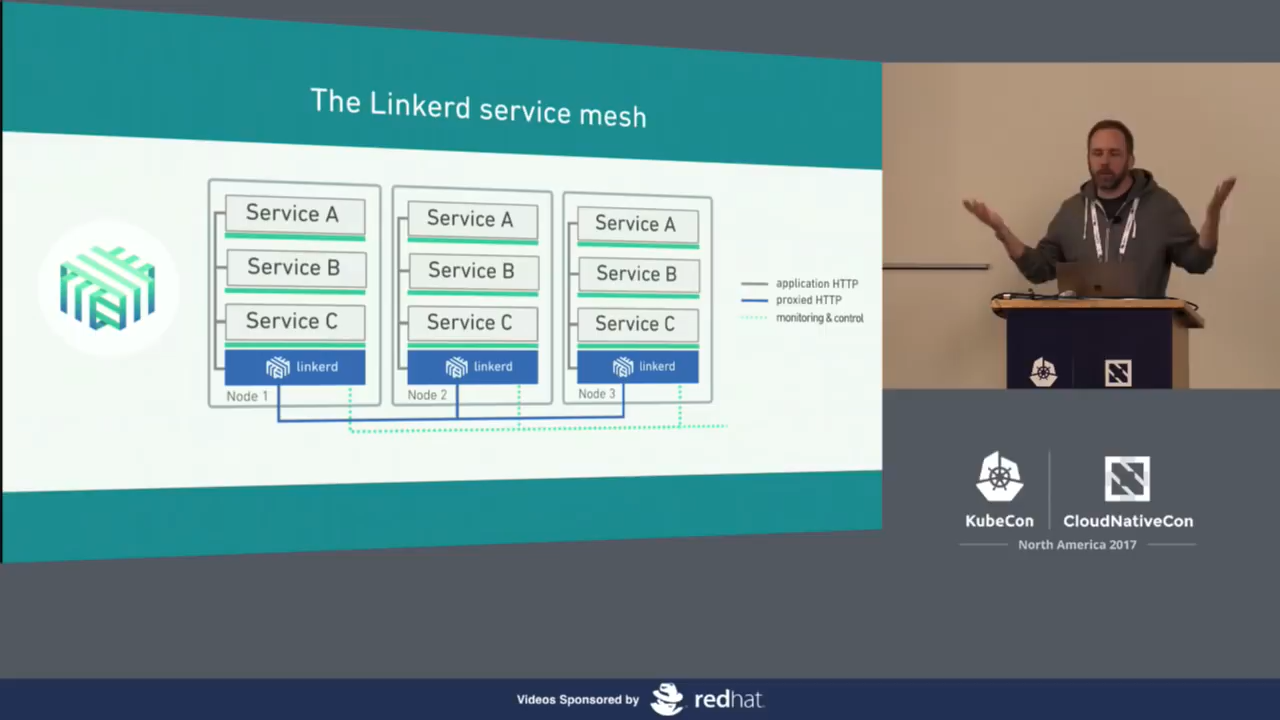 The Linkerd service mesh
Service A
Service B
Service C
linkerd
Node 1
Service A
Service B
Service C
linkerd
Node 2
Service A
Service B
Service C
linkerd
Node 3
application HTTP
proxied HTTP
monitoring & control
KubeCon
CloudNativeCon
North America 2017
Videos Sponsored by
redhat